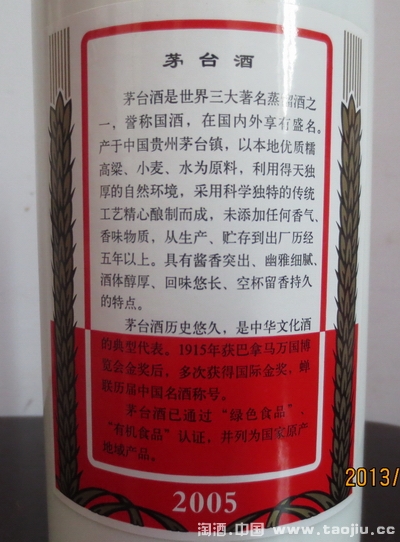 茅台酒
茅台酒是世界三大著名蒸馏酒之
一，誉称国酒，在国内外享有盛名。
产于中国贵州茅台镇，以本地优质糯
高粱、小麦、水为原料，利用得天独
厚的自然环境，采用科学独特的传统
工艺精心酿制而成，未添加任何香气、
香味物质，从生产、贮存到出厂历经
五年以上。具有酱香突出、幽雅细腻、
酒体醇厚、回味悠长、空杯留香持久
的特点。
茅台酒历史悠久，是中华文化酒
的典型代表。1915年获巴拿马万国博
览会金奖后，多次获得国际金奖，蝉
联历届中国名酒称号。
茅台酒已通过“绿色食品”、
“有机食品”认证，并列为国家原产
地域产品。
2013/
2005
淘酒.中国 www.taojiu.cc